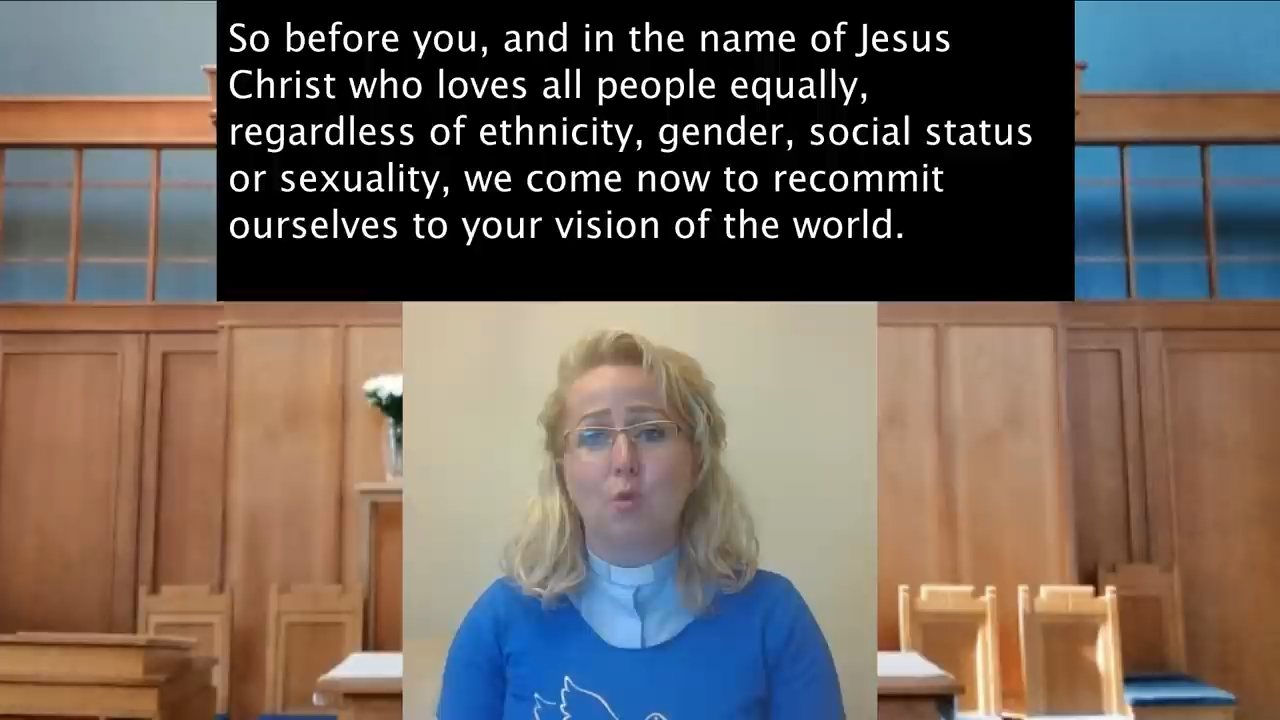 So before you, and in the name of Jesus
Christ who loves all people equally,
regardless of ethnicity, gender, social status
or sexuality, we come now to recommit
ourselves to your vision of the world.